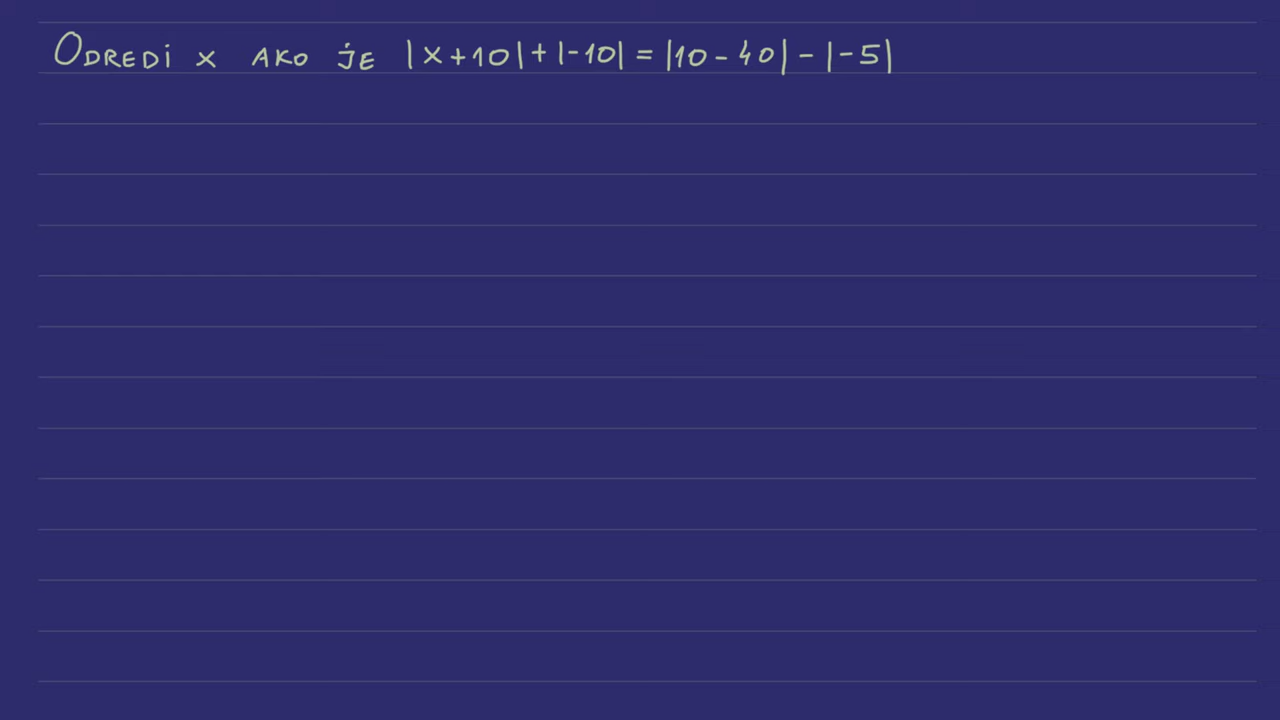 ODREDi x AKO jE |x+10|+|-10| = |10-40| - |-5|